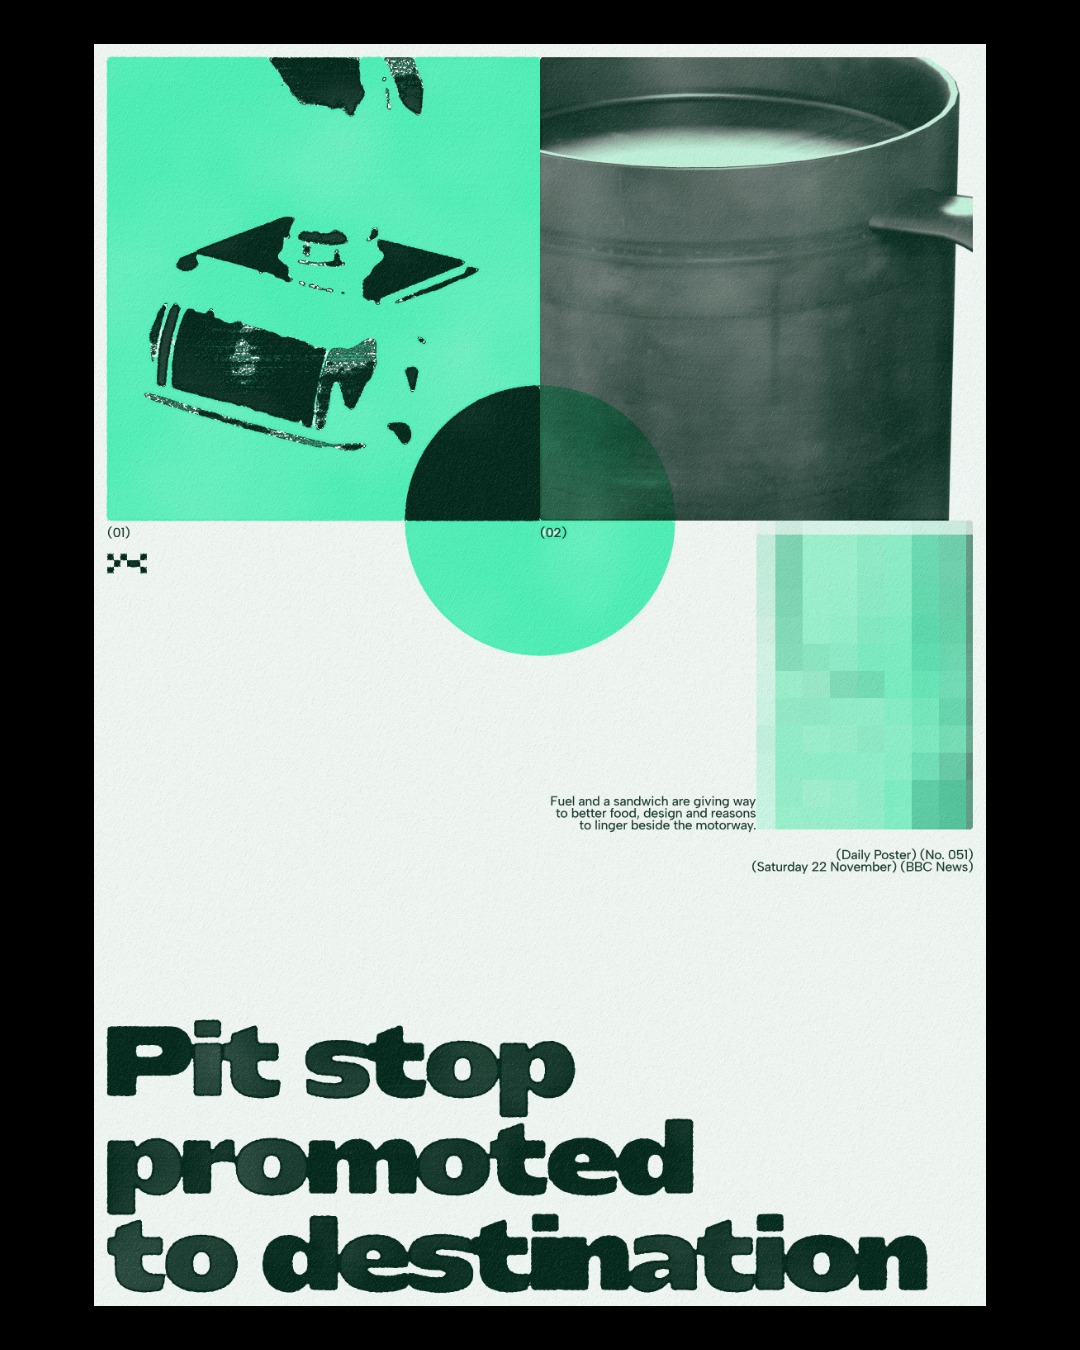 (01)
(02)
Fuel and a sandwich are giving way
to better food, design and reasons
to linger beside the motorway.
(Daily Poster) (No. 051)
(Saturday 22 November) (BBC News)
Pit stop
promoted
to destination